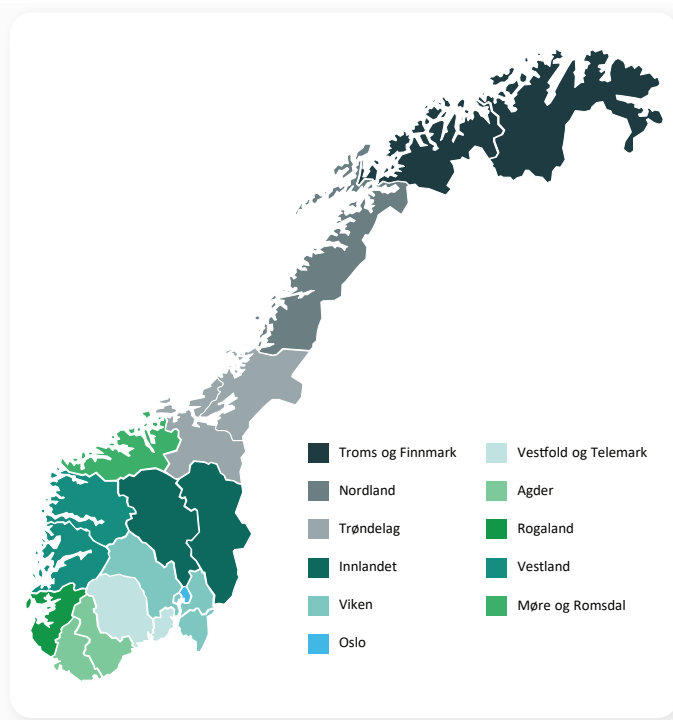 Troms og Finnmark
Nordland
Trøndelag
Innlandet
Viken
Oslo
Vestfold og Telemark
Agder
Rogaland
Vestland
Møre og Romsdal